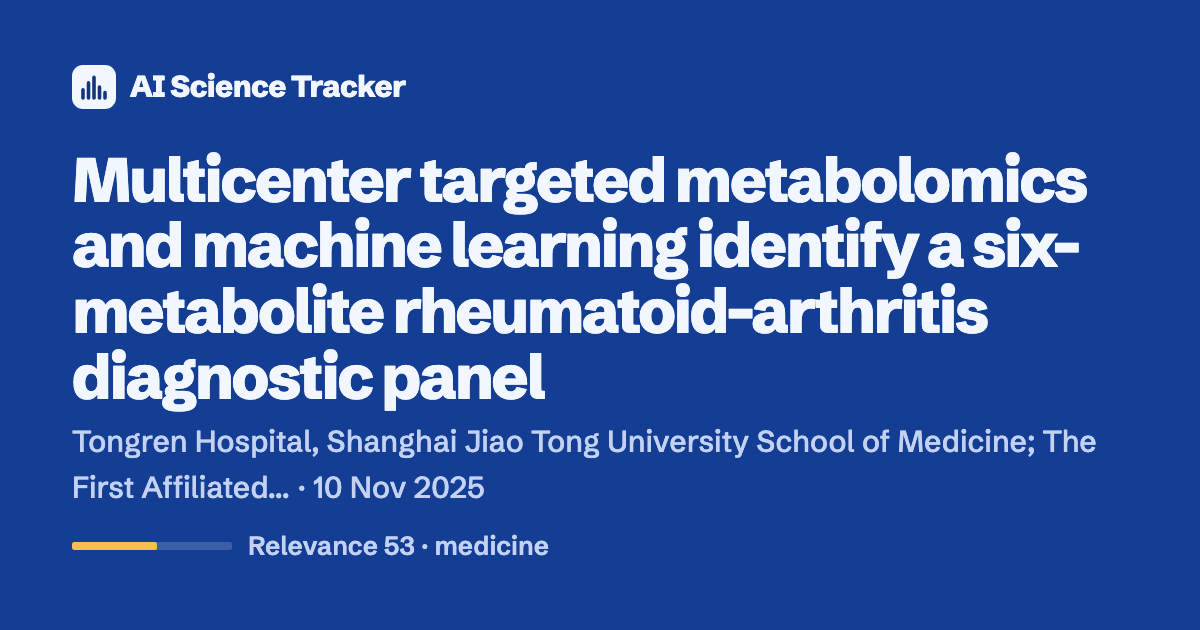 AI Science Tracker
Multicenter targeted metabolomics
and machine learning identify a six-
metabolite rheumatoid-arthritis
diagnostic panel
Tongren Hospital, Shanghai Jiao Tong University School of Medicine; The
First Affiliated... · 10 Nov 2025
Relevance 53 · medicine